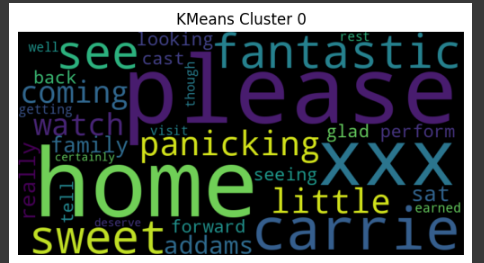 KMeans Cluster 0
well see looking cast rest fantastic
back coming though please
watch visit panicking glad perform
family getting certainly xxx
really tell home seeing little sat earned
sweet forward deserve addams carrie